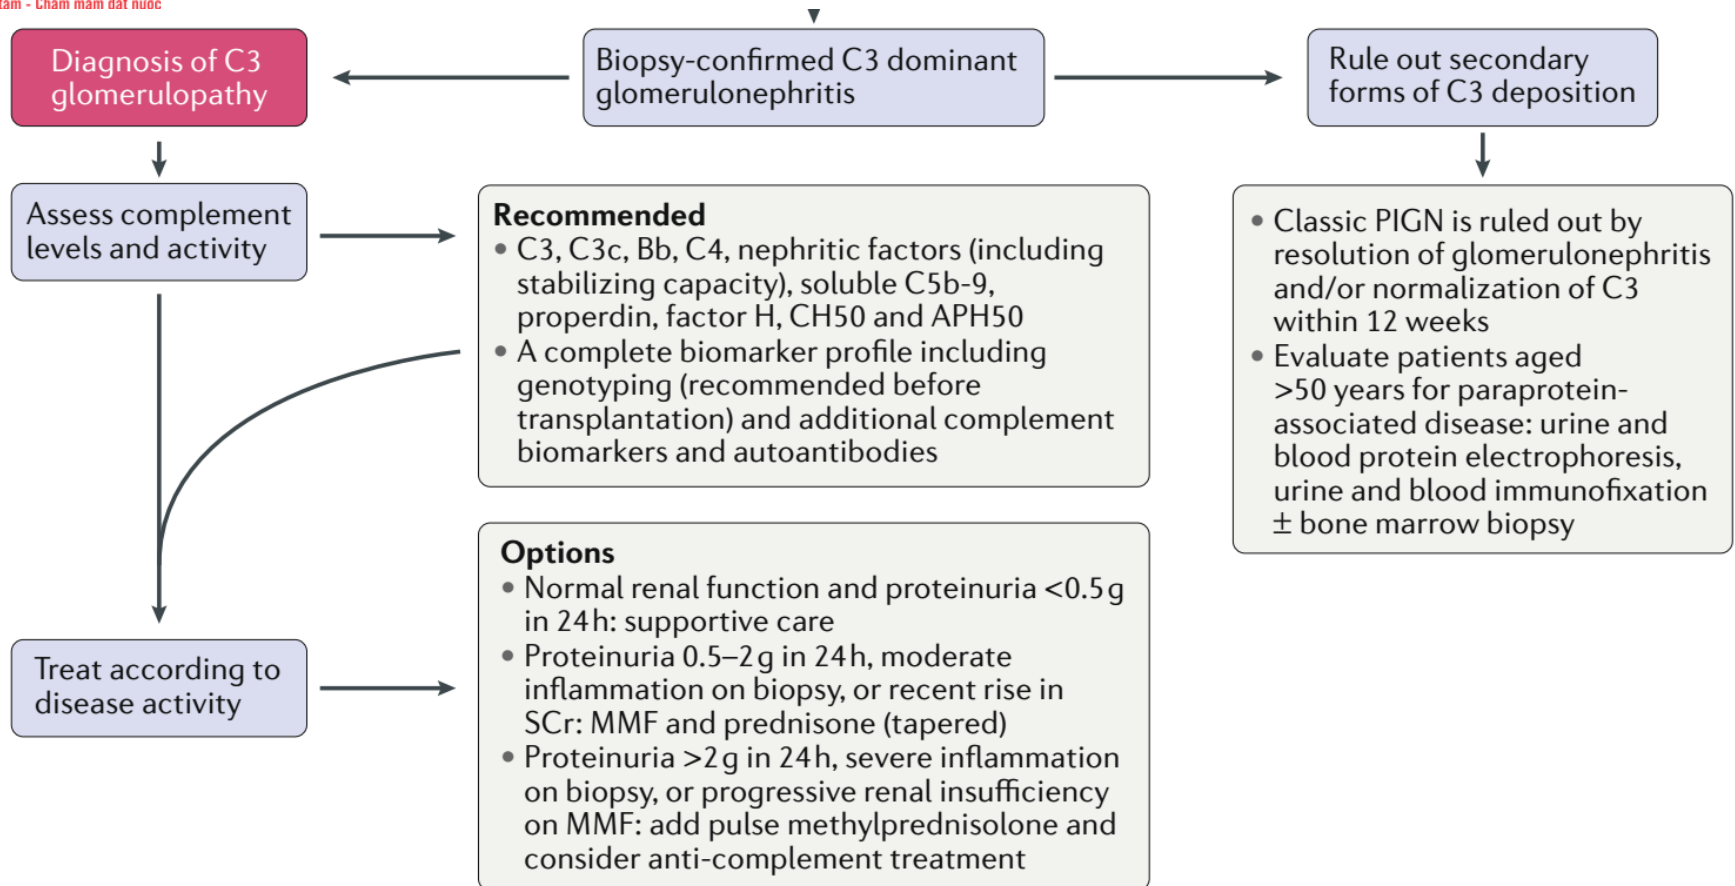 tâm - Chăm mầm đất nước
Diagnosis of C3
glomerulopathy
Biopsy-confirmed C3 dominant
glomerulonephritis
Rule out secondary
forms of C3 deposition
Assess complement
levels and activity
Recommended
• C3, C3c, Bb, C4, nephritic factors (including
stabilizing capacity), soluble C5b-9,
properdin, factor H, CH50 and APH50
• A complete biomarker profile including
genotyping (recommended before
transplantation) and additional complement
biomarkers and autoantibodies
• Classic PIGN is ruled out by
resolution of glomerulonephritis
and/or normalization of C3
within 12 weeks
• Evaluate patients aged
>50 years for paraprotein-
associated disease: urine and
blood protein electrophoresis,
urine and blood immunofixation
± bone marrow biopsy
Treat according to
disease activity
Options
• Normal renal function and proteinuria <0.5 g
in 24 h: supportive care
• Proteinuria 0.5–2 g in 24 h, moderate
inflammation on biopsy, or recent rise in
SCr: MMF and prednisone (tapered)
• Proteinuria >2 g in 24 h, severe inflammation
on biopsy, or progressive renal insufficiency
on MMF: add pulse methylprednisolone and
consider anti-complement treatment